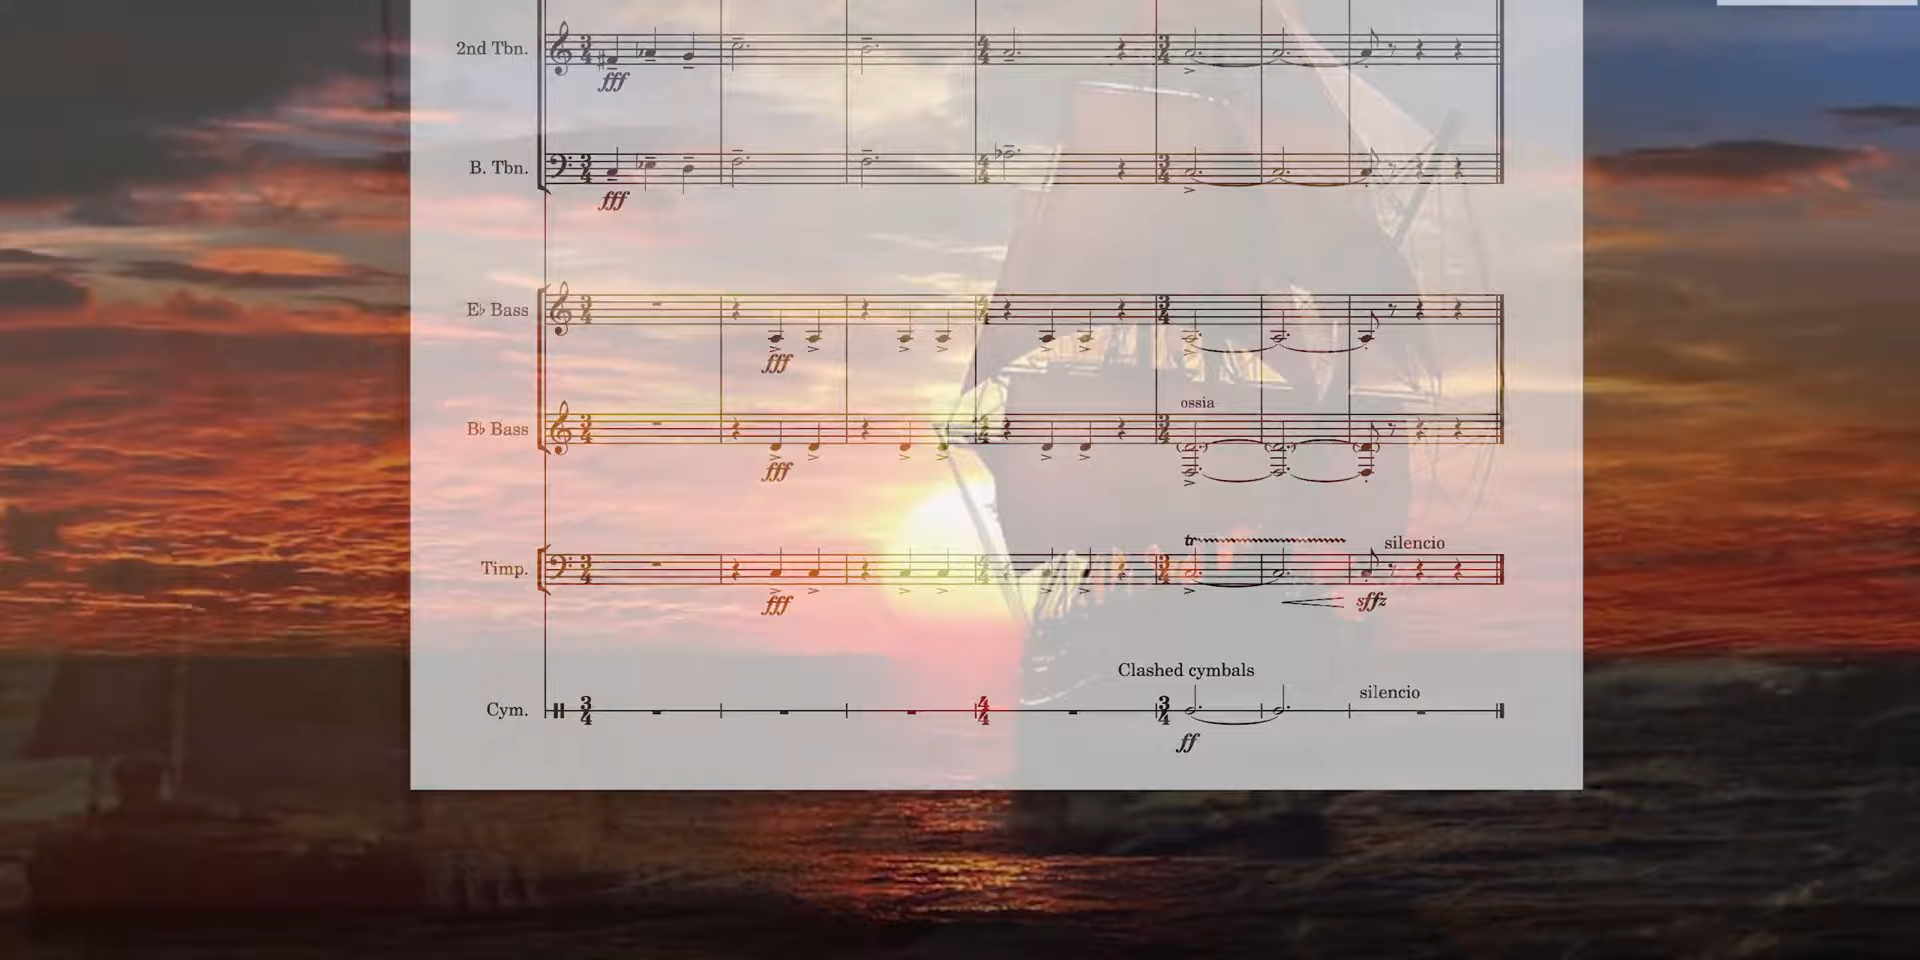 2nd Tbn.
fff
B. Tbn.
fff
E♭ Bass
fff
ossia
B♭ Bass
fff
tr
silencio
Timp.
fff
sffz
Clashed cymbals
silencio
Cym.
ff